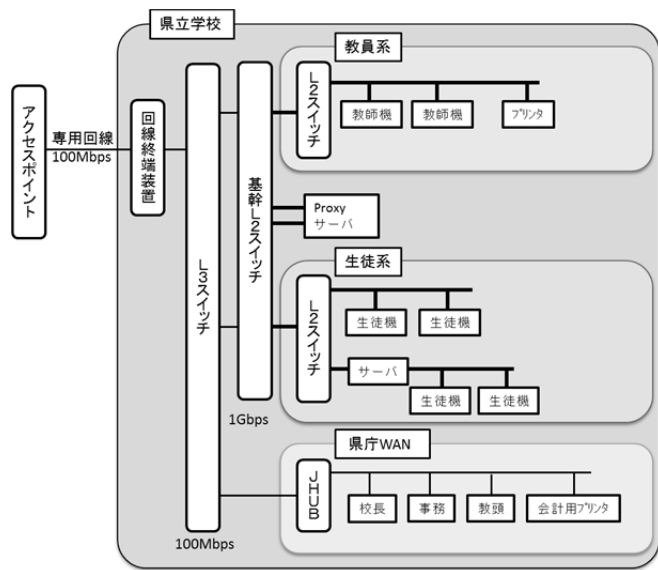 県立学校
教員系
L2スイッチ
教師機
教師機
プリンタ
アクセスポイント
専用回線
100Mbps
回線終端装置
L3スイッチ
基幹L2スイッチ
Proxy
サーバ
生徒系
L2スイッチ
生徒機
生徒機
サーバ
生徒機
生徒機
1Gbps
県庁WAN
JHUB
校長
事務
教頭
会計用プリンタ
100Mbps